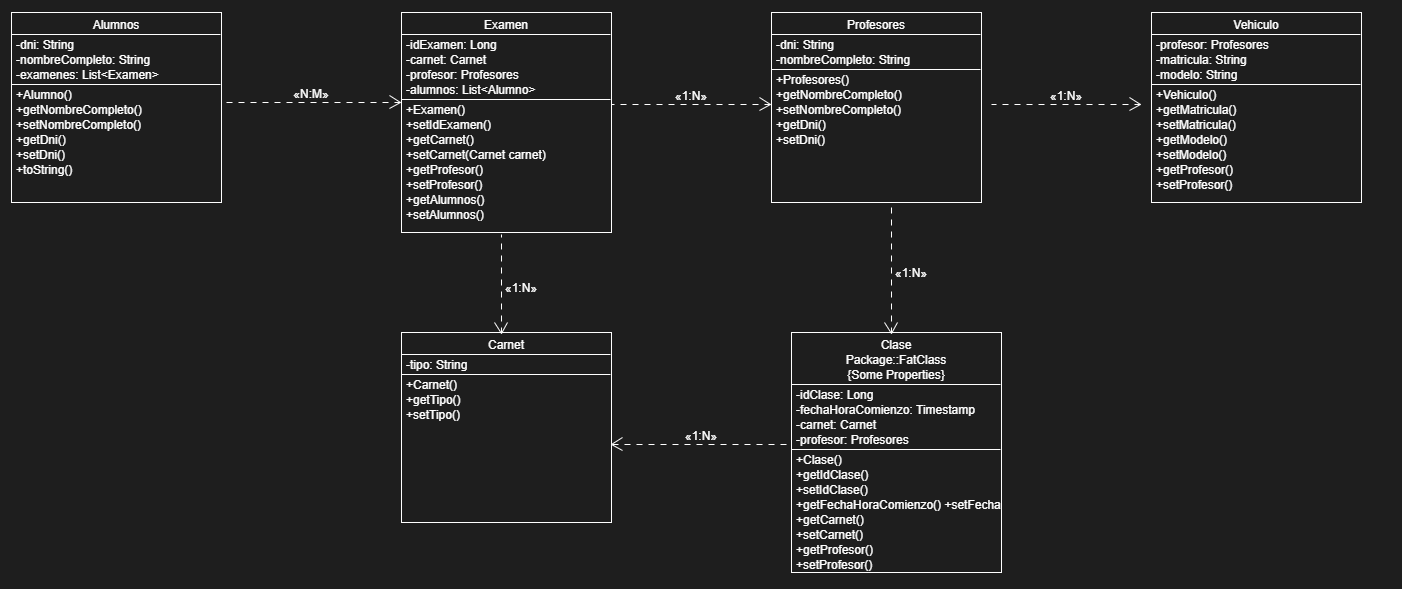 Alumnos
-dni: String
-nombreCompleto: String
-examenes: List<Examen>
+Alumno()
+getNombreCompleto()
+setNombreCompleto()
+getDni()
+setDni()
+toString()
«N:M»
Examen
-idExamen: Long
-carnet: Carnet
-profesor: Profesores
-alumnos: List<Alumno>
+Examen()
+setIdExamen()
+getCarnet()
+setCarnet(Carnet carnet)
+getProfesor()
+setProfesor()
+getAlumnos()
+setAlumnos()
«1:N»
Profesores
-dni: String
-nombreCompleto: String
+Profesores()
+getNombreCompleto()
+setNombreCompleto()
+getDni()
+setDni()
«1:N»
Vehiculo
-profesor: Profesores
-matricula: String
-modelo: String
+Vehiculo()
+getMatricula()
+setMatricula()
+getModelo()
+setModelo()
+getProfesor()
+setProfesor()
«1:N»
«1:N»
Carnet
-tipo: String
+Carnet()
+getTipo()
+setTipo()
«1:N»
Clase
Package::FatClass
{Some Properties}
-idClase: Long
-fechaHoraComienzo: Timestamp
-carnet: Carnet
-profesor: Profesores
+Clase()
+getIdClase()
+setIdClase()
+getFechaHoraComienzo() +setFecha
+getCarnet()
+setCarnet()
+getProfesor()
+setProfesor()